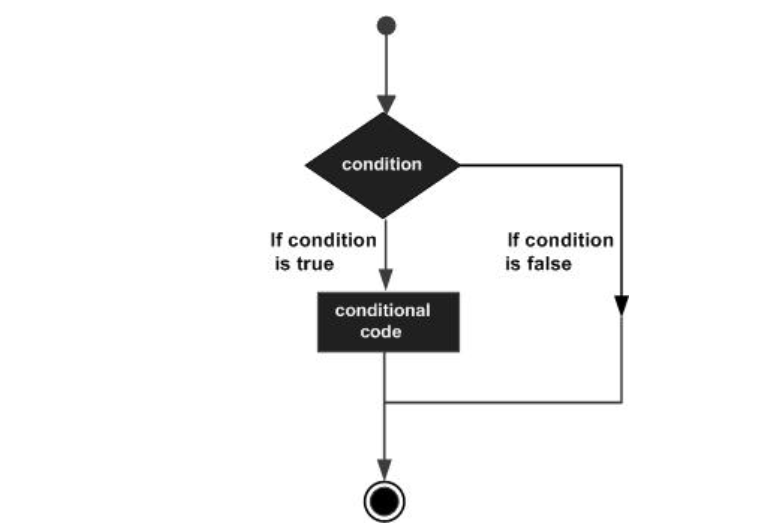 condition
If condition
is true
If condition
is false
conditional
code